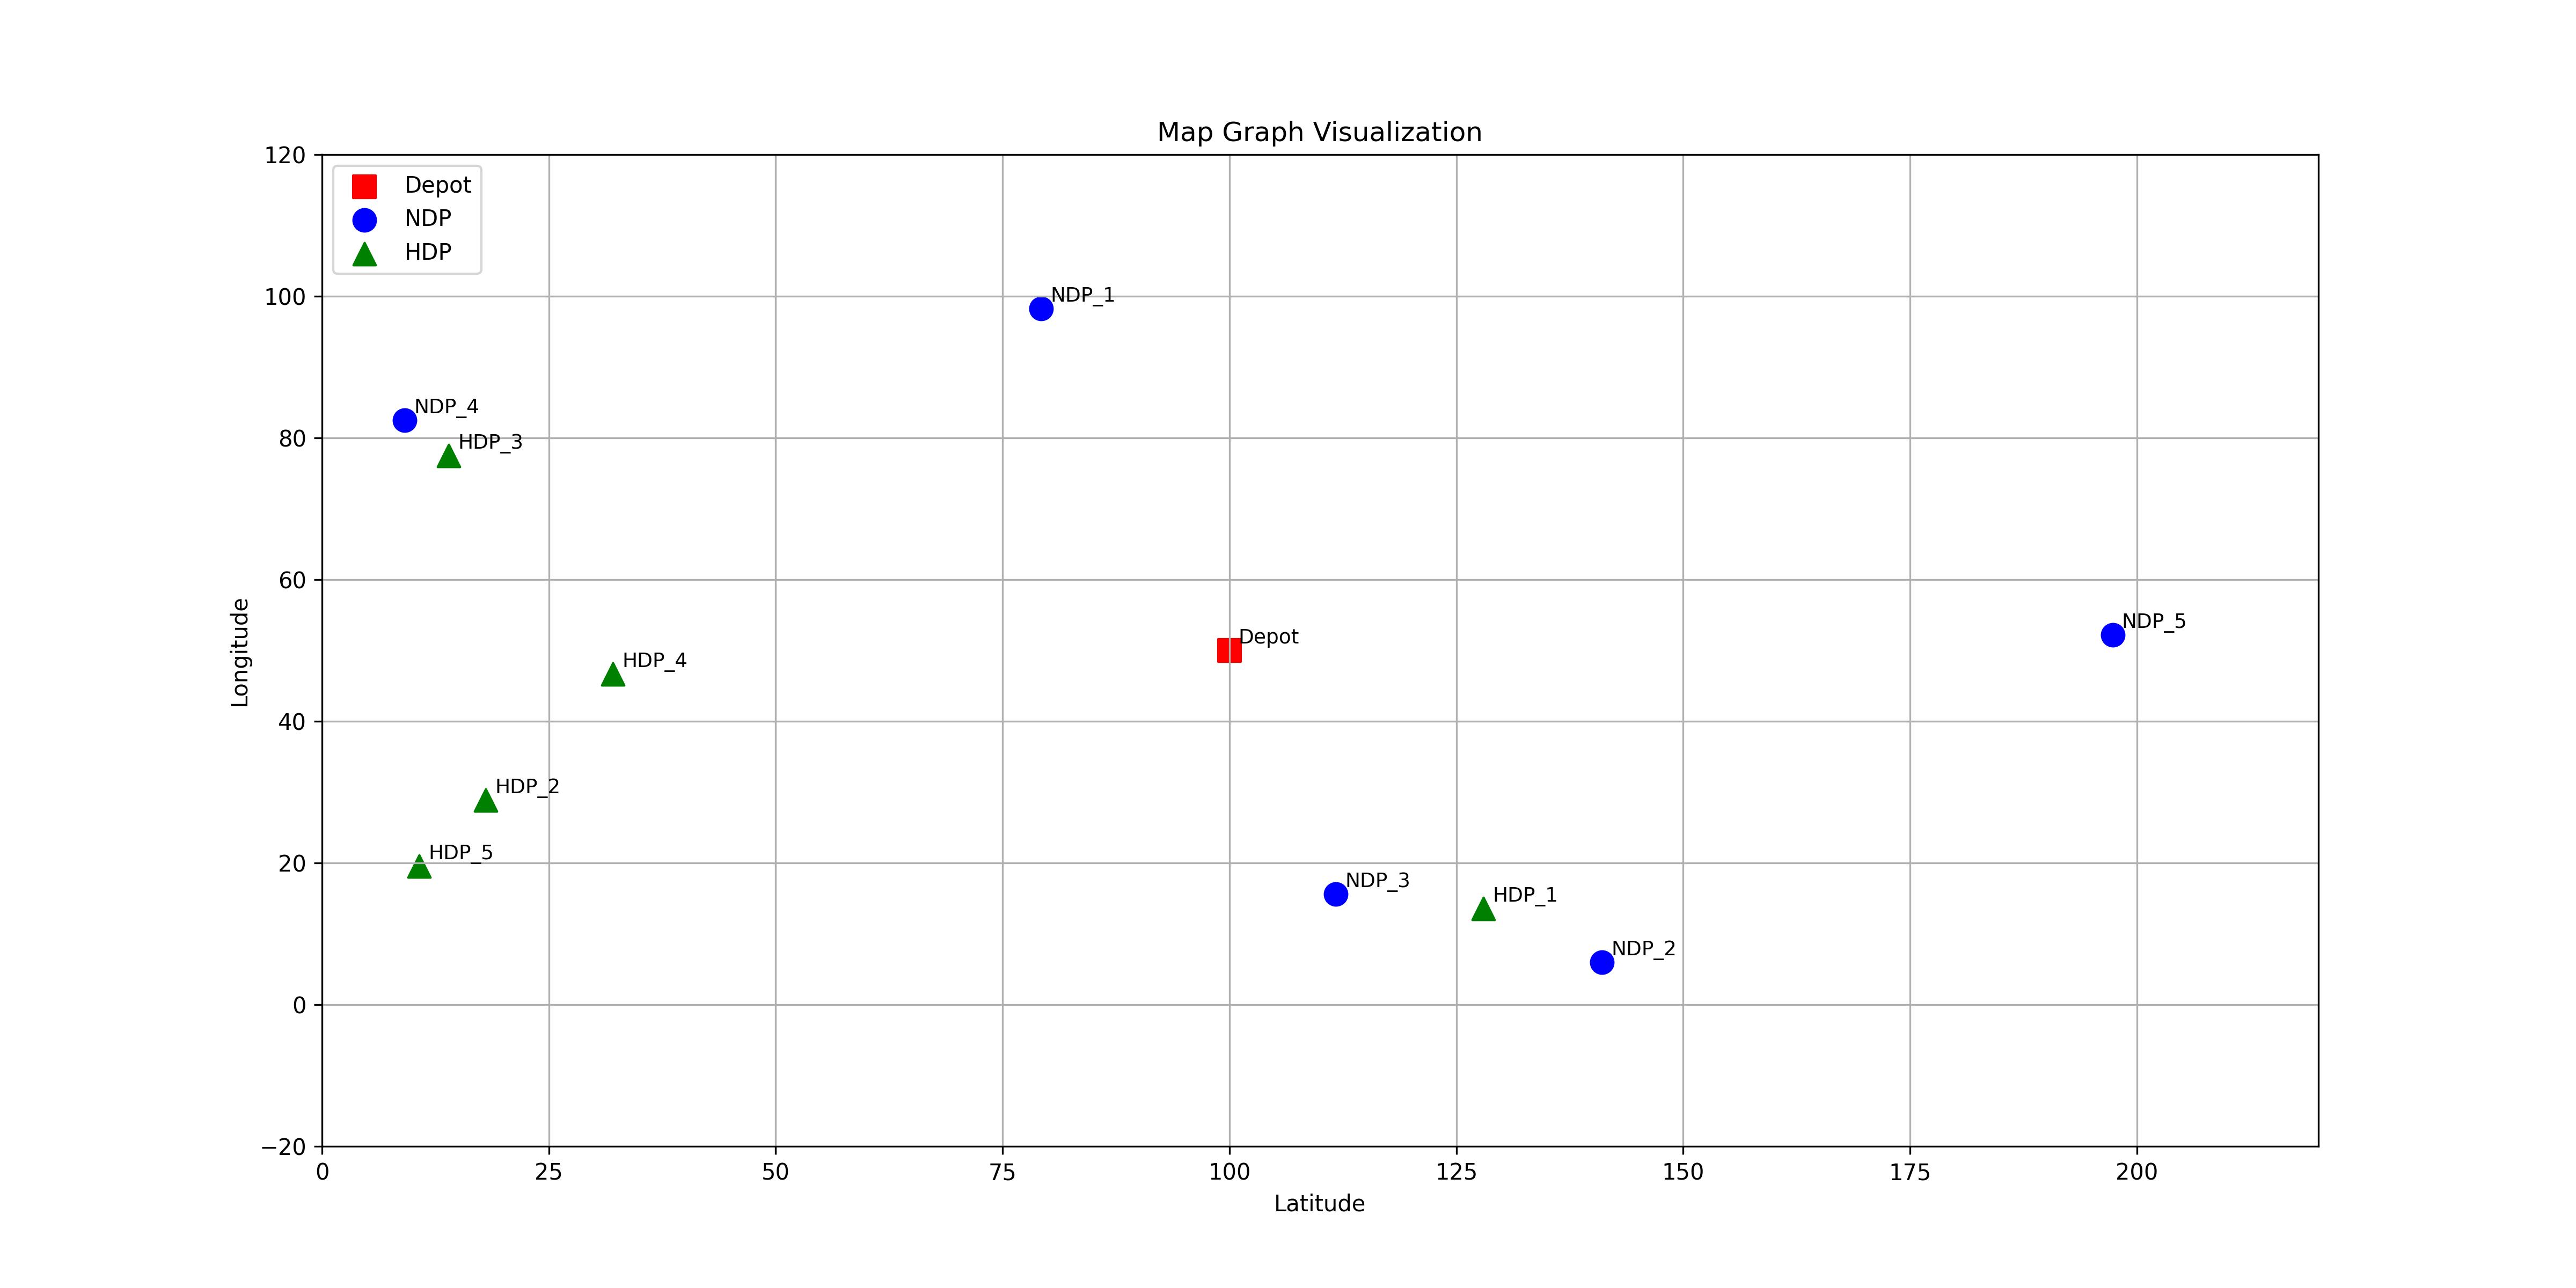 Map Graph Visualization
120
100
80
60
40
20
0
−20
Longitude
Depot
NDP
HDP
NDP_1
NDP_4
HDP_3
NDP_5
Depot
HDP_4
HDP_2
HDP_5
NDP_3
HDP_1
NDP_2
0 25 50 75 100 125 150 175 200
Latitude